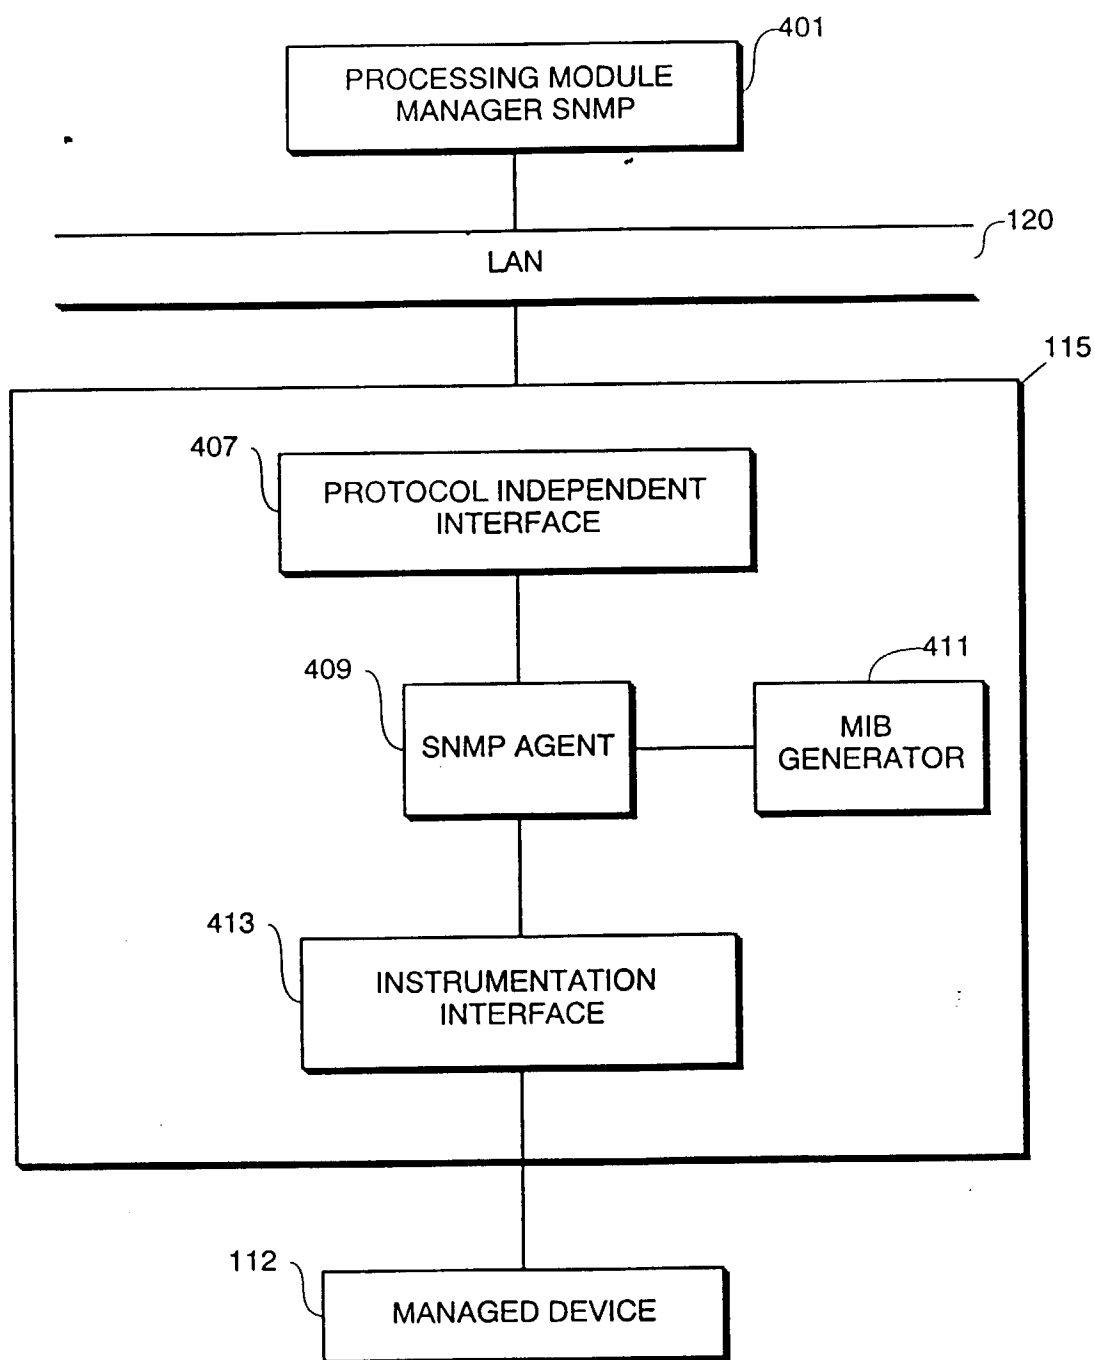 401
PROCESSING MODULE
MANAGER SNMP
120
LAN
115
407
PROTOCOL INDEPENDENT
INTERFACE
409
411
SNMP AGENT
MIB
GENERATOR
413
INSTRUMENTATION
INTERFACE
112
MANAGED DEVICE